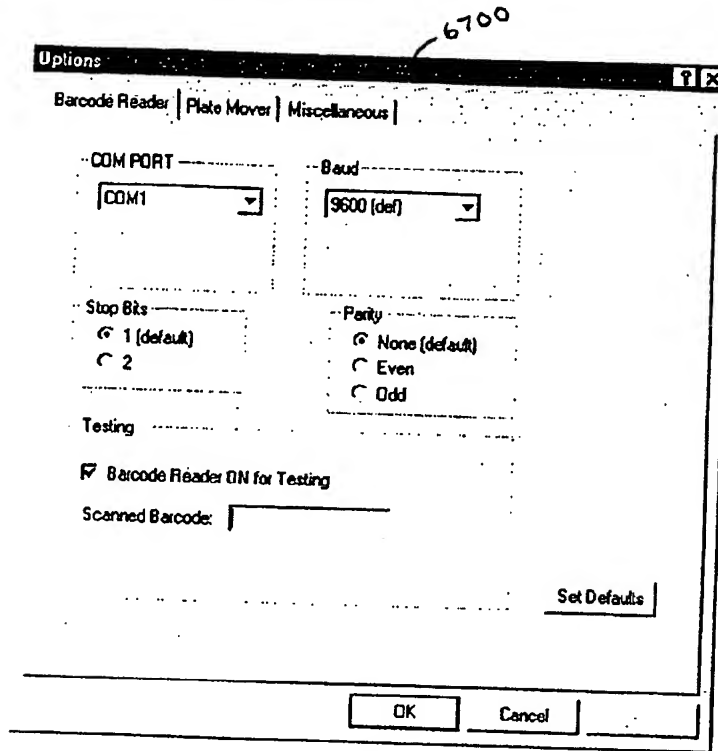 6700
Options ? X
Barcode Reader Plate Mover Miscellaneous
COM PORT Baud
COM1 9600 (def)
Stop Bits Parity
1 (default) None (default)
2 Even
Odd
Testing
Barcode Reader ON for Testing
Scanned Barcode:
Set Defaults
OK Cancel